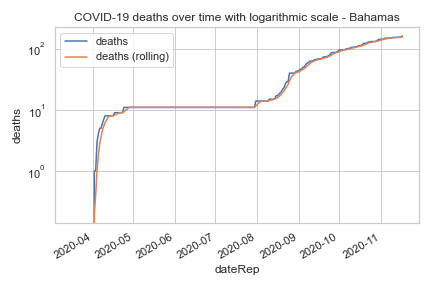 COVID-19 deaths over time with logarithmic scale - Bahamas
deaths
deaths (rolling)
10²
10¹
10⁰
deaths
2020-04
2020-05
2020-06
2020-07
2020-08
2020-09
2020-10
2020-11
dateRep